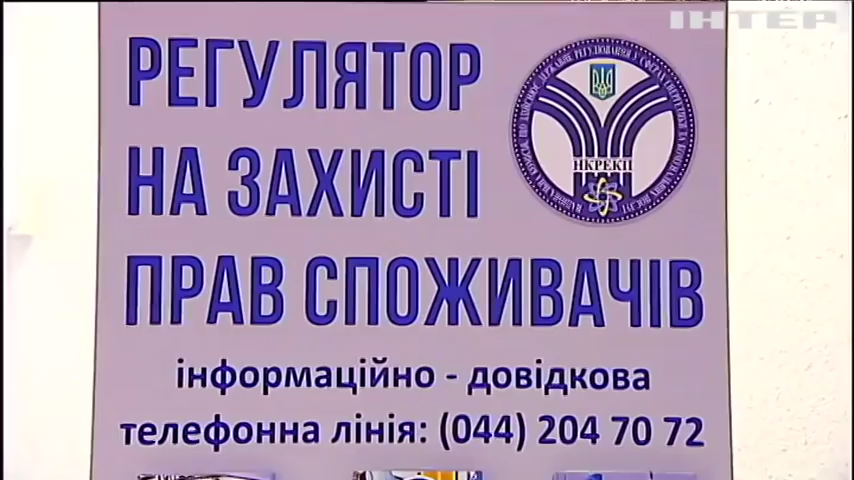 ІНТЕР
РЕГУЛЯТОР
НА ЗАХИСТІ
ПРАВ СПОЖИВАЧІВ
НКРЕКП
інформаційно - довідкова
телефонна лінія: (044) 204 70 72